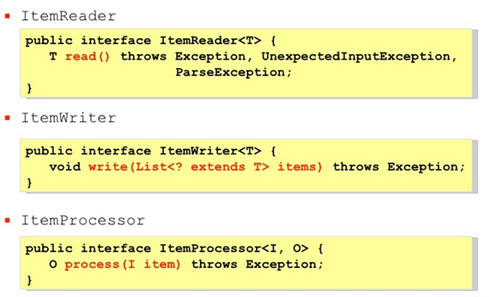 ItemReader
public interface ItemReader<T> {
T read() throws Exception, UnexpectedInputException,
ParseException;
}
ItemWriter
public interface ItemWriter<T> {
void write(List<? extends T> items) throws Exception;
}
ItemProcessor
public interface ItemProcessor<I, O> {
O process(I item) throws Exception;
}